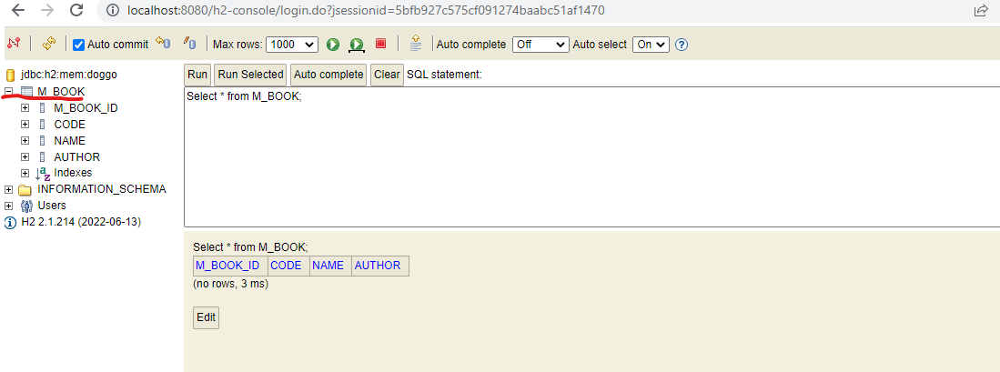 localhost:8080/h2-console/login.do?jsessionid=5bfb927c575cf091274baabc51af1470
Auto commit Max rows: 1000 Auto complete Off Auto select On
jdbc:h2:mem:doggo
M_BOOK
M_BOOK_ID
CODE
NAME
AUTHOR
Indexes
INFORMATION_SCHEMA
Users
H2 2.1.214 (2022-06-13)
Run Run Selected Auto complete Clear SQL statement:
Select * from M_BOOK;
Select * from M_BOOK;
M_BOOK_ID CODE NAME AUTHOR
(no rows, 3 ms)
Edit